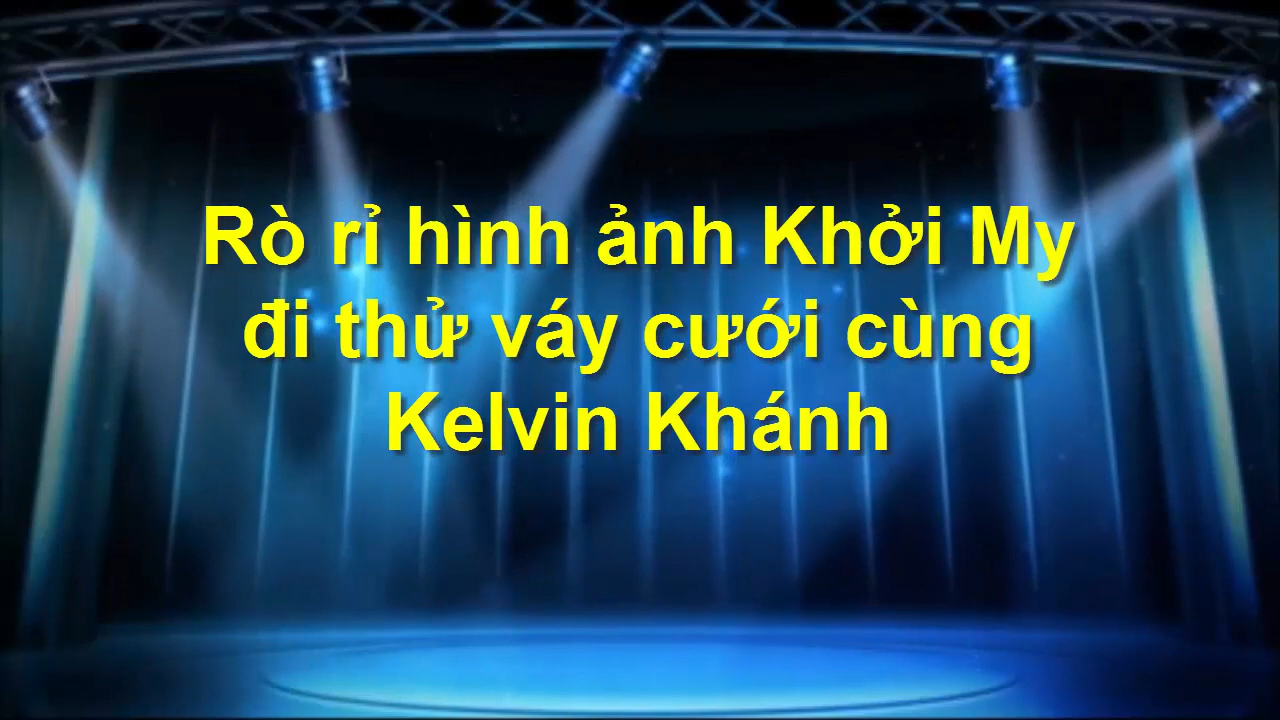 Rò rỉ hình ảnh Khởi My
đi thử váy cưới cùng
Kelvin Khánh